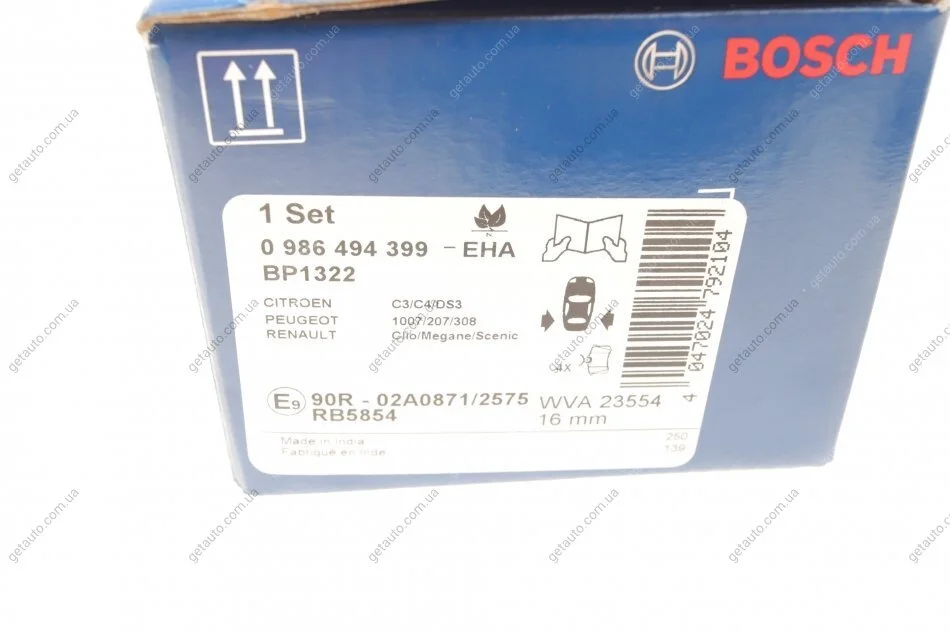 BOSCH
1 Set
0 986 494 399 - EHA
BP1322
CITROEN C3/C4/DS3
PEUGEOT 1007/207/308
RENAULT Clio/Megane/Scenic
4x
4 047024 792104
E9 90R - 02A0871/2575
RB5854
WVA 23554
16 mm
Made in India
Fabriqué en Inde
250
139
getauto.com.ua